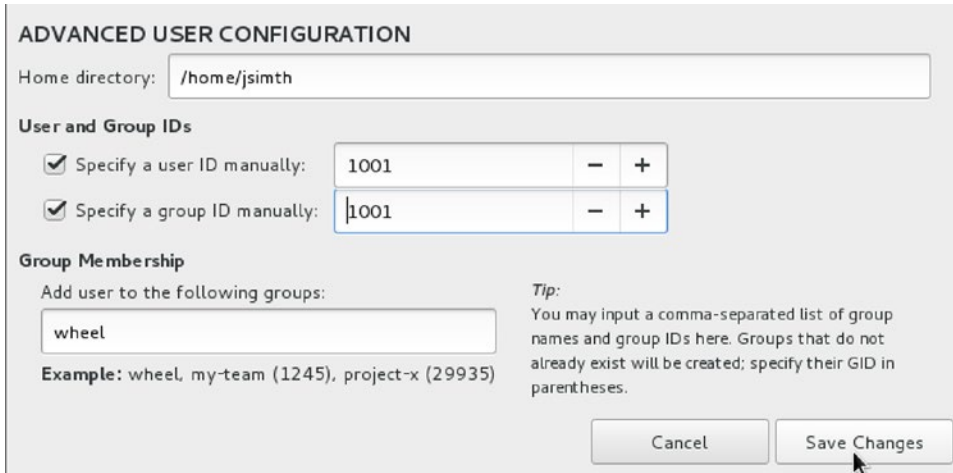 ADVANCED USER CONFIGURATION
Home directory: /home/jsimth
User and Group IDs
Specify a user ID manually: 1001 − +
Specify a group ID manually: 1001 − +
Group Membership
Add user to the following groups:
wheel
Example: wheel, my-team (1245), project-x (29935)
Tip:
You may input a comma-separated list of group
names and group IDs here. Groups that do not
already exist will be created; specify their GID in
parentheses.
Cancel
Save Changes